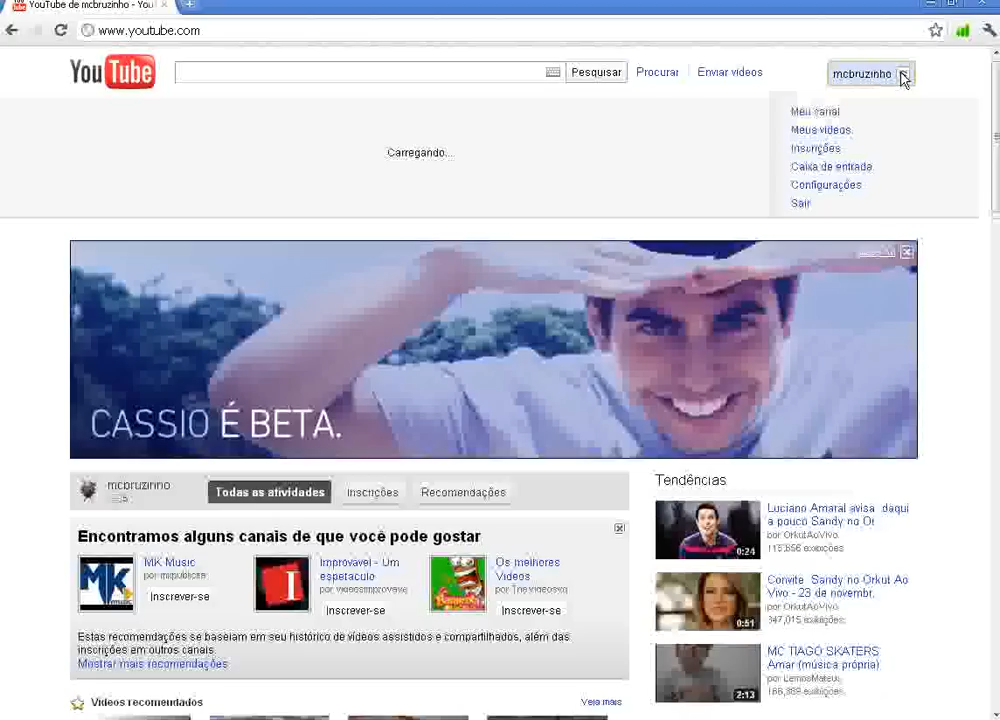 YouTube de mcbruzinho - You
www.youtube.com
YouTube
Pesquisar
Procurar
Enviar vídeos
mcbruzinho
Meu canal
Meus vídeos
Inscrições
Caixa de entrada
Configurações
Sair
Carregando...
CASSIO É BETA.
mcbruzinho
Todas as atividades
Inscrições
Recomendações
Encontramos alguns canais de que você pode gostar
MK Music
Inscrever-se
Improvável - Um
espetáculo
Inscrever-se
Os melhores
Vídeos
Inscrever-se
Estas recomendações se baseiam em seu histórico de vídeos assistidos e compartilhados, além das
inscrições em outros canais.
Mostrar mais recomendações
Vídeos recomendados
Veja mais
Tendências
Luciano Amaral avisa daqui
a pouco Sandy no Or
por OrkutAoVivo
0:24
Convite Sandy no Orkut Ao
Vivo - 23 de novembr.
por OrkutAoVivo
347,015 exibições
0:51
MC TIAGO SKATERS
Amar (música própria)
por LemosMateus
2:13